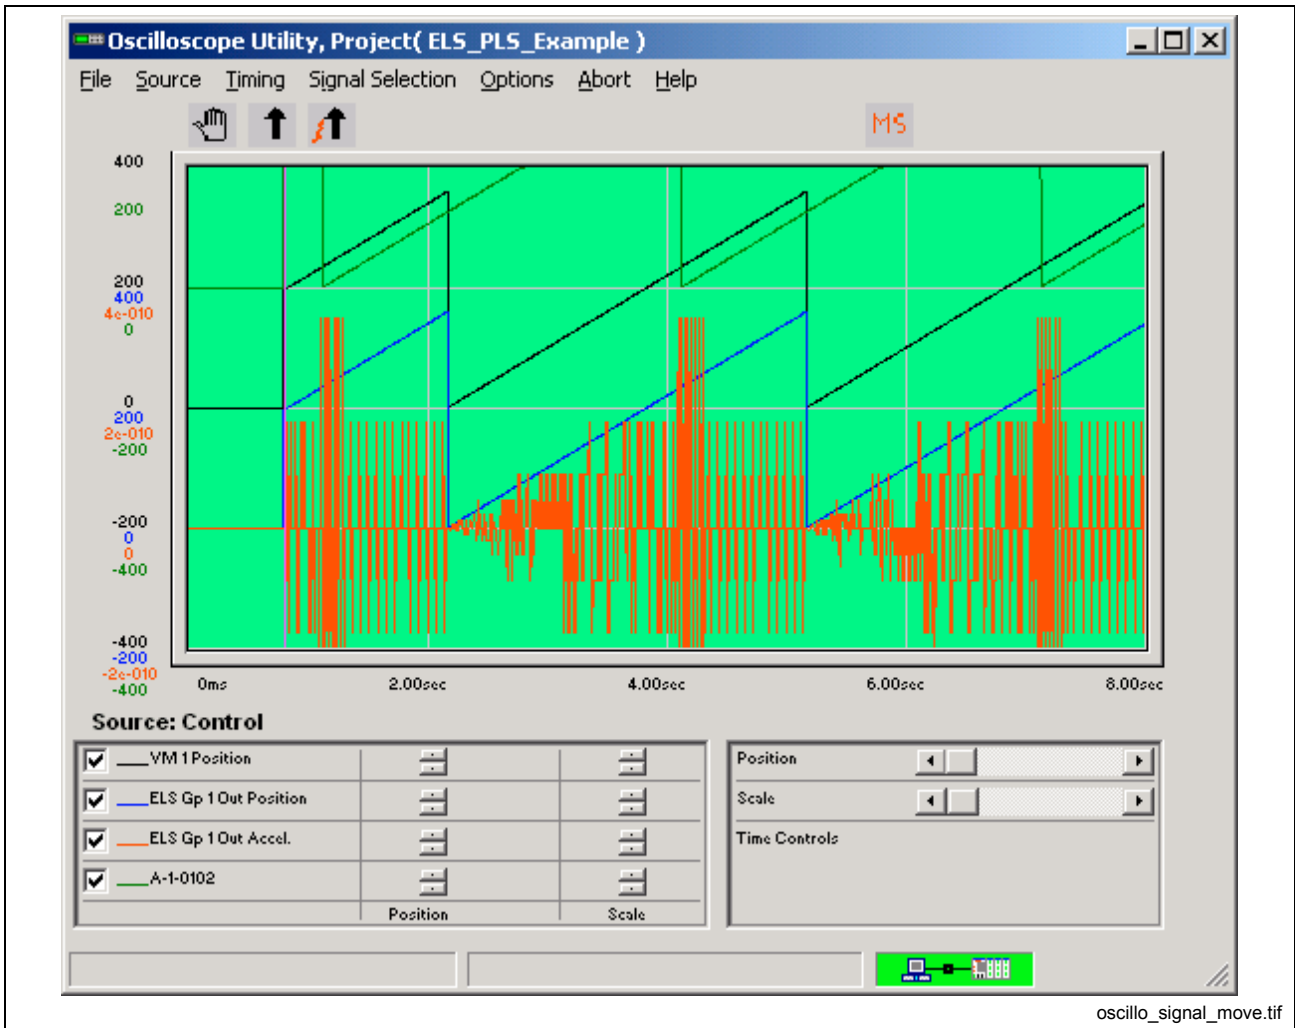 Oscilloscope Utility, Project( ELS_PLS_Example )
File Source Timing Signal Selection Options Abort Help
MS
400
200
200
400
4e-010
0
0
200
2e-010
-200
-200
0
0
-400
-400
-200
-2e-010
-400
0ms 2.00sec 4.00sec 6.00sec 8.00sec
Source: Control
VM 1 Position
ELS Gp 1 Out Position
ELS Gp 1 Out Accel.
A-1-0102
Position Scale
Position
Scale
Time Controls
oscillo_signal_move.tif